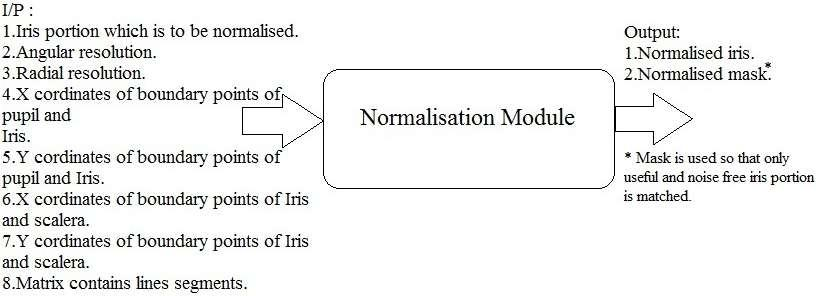 I/P :
1.Iris portion which is to be normalised.
2.Angular resolution.
3.Radial resolution.
4.X cordinates of boundary points of
pupil and
Iris.
5.Y cordinates of boundary points of
pupil and Iris.
6.X cordinates of boundary points of Iris
and scalera.
7.Y cordinates of boundary points of Iris
and scalera.
8.Matrix contains lines segments.
Normalisation Module
Output:
1.Normalised iris.
2.Normalised mask.*
* Mask is used so that only
useful and noise free iris portion
is matched.